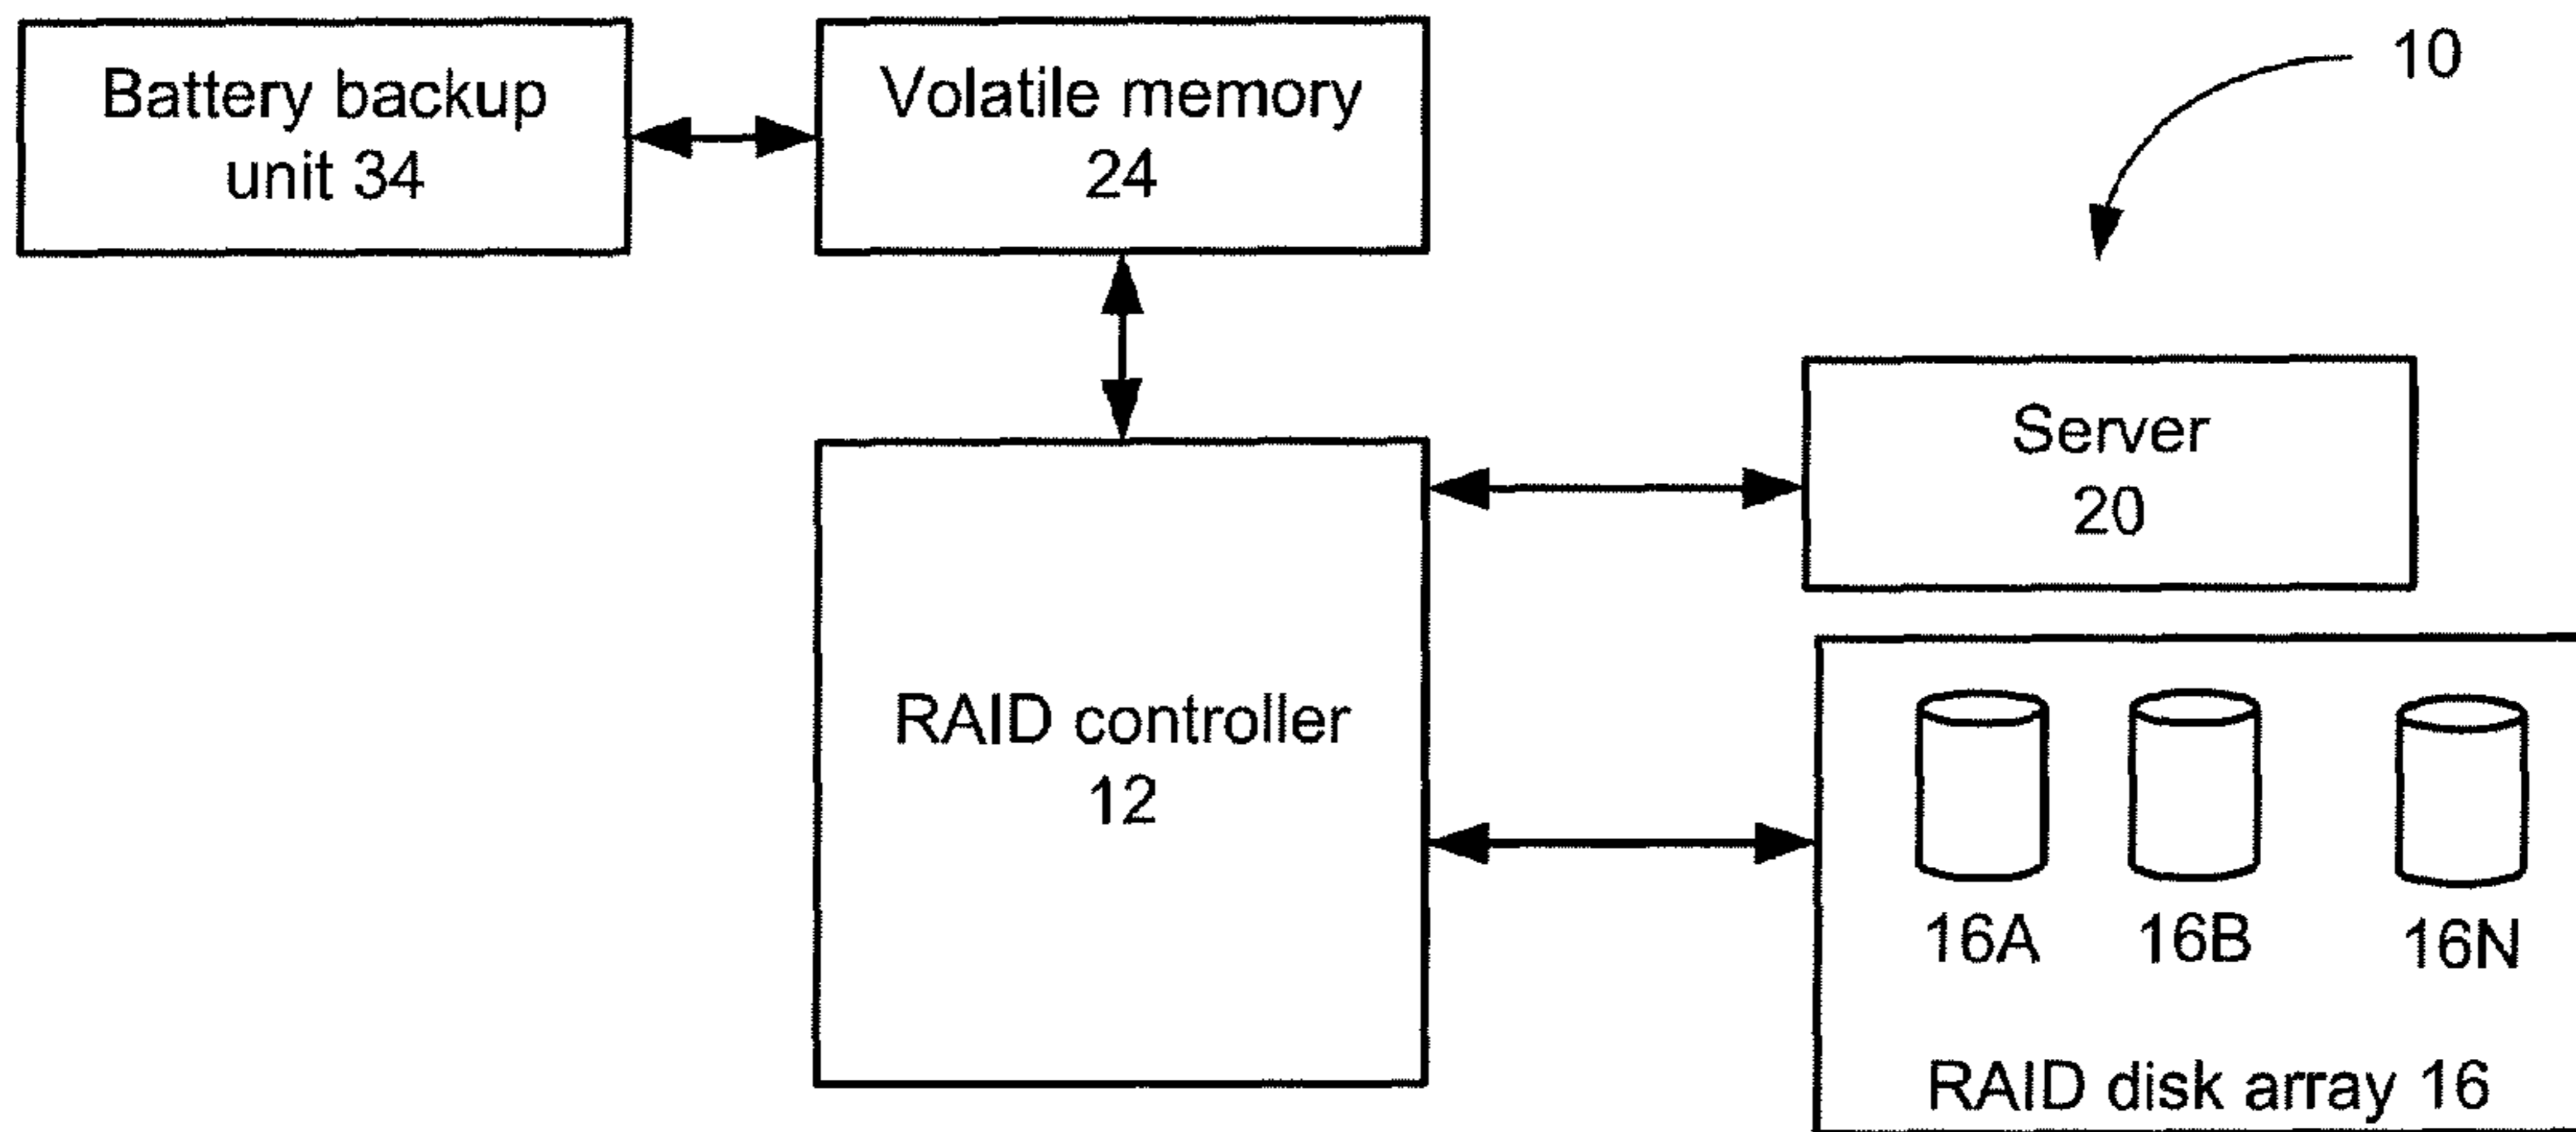 Battery backup
unit 34
Volatile memory
24
10
Server
20
RAID controller
12
16A 16B 16N
RAID disk array 16